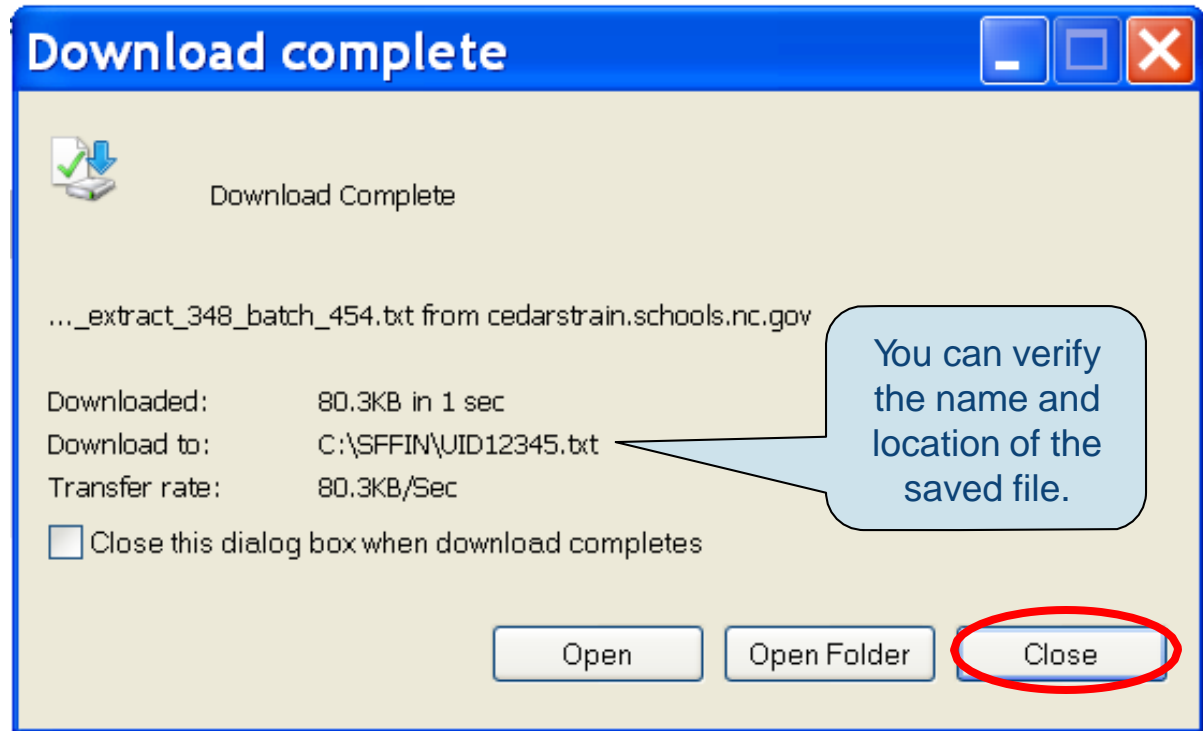 Download complete
Download Complete
..._extract_348_batch_454.txt from cedarstrain.schools.nc.gov
You can verify
the name and
location of the
saved file.
Downloaded: 80.3KB in 1 sec
Download to: C:\SFFIN\UID12345.txt
Transfer rate: 80.3KB/Sec
Close this dialog box when download completes
Open Open Folder Close